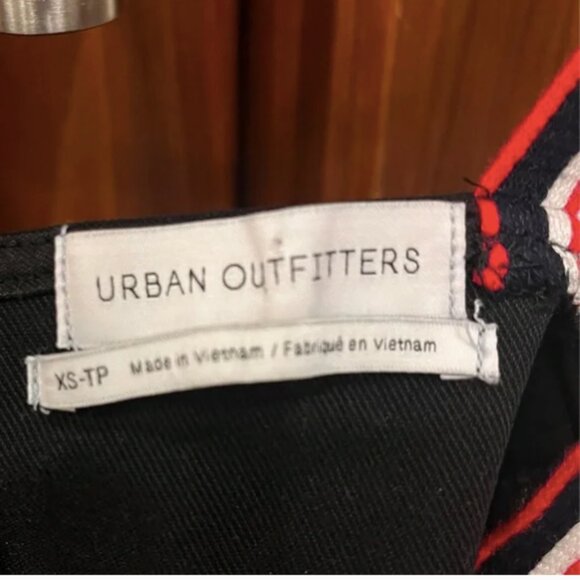 URBAN OUTFITTERS
XS-TP Made in Vietnam / Fabriqué en Vietnam